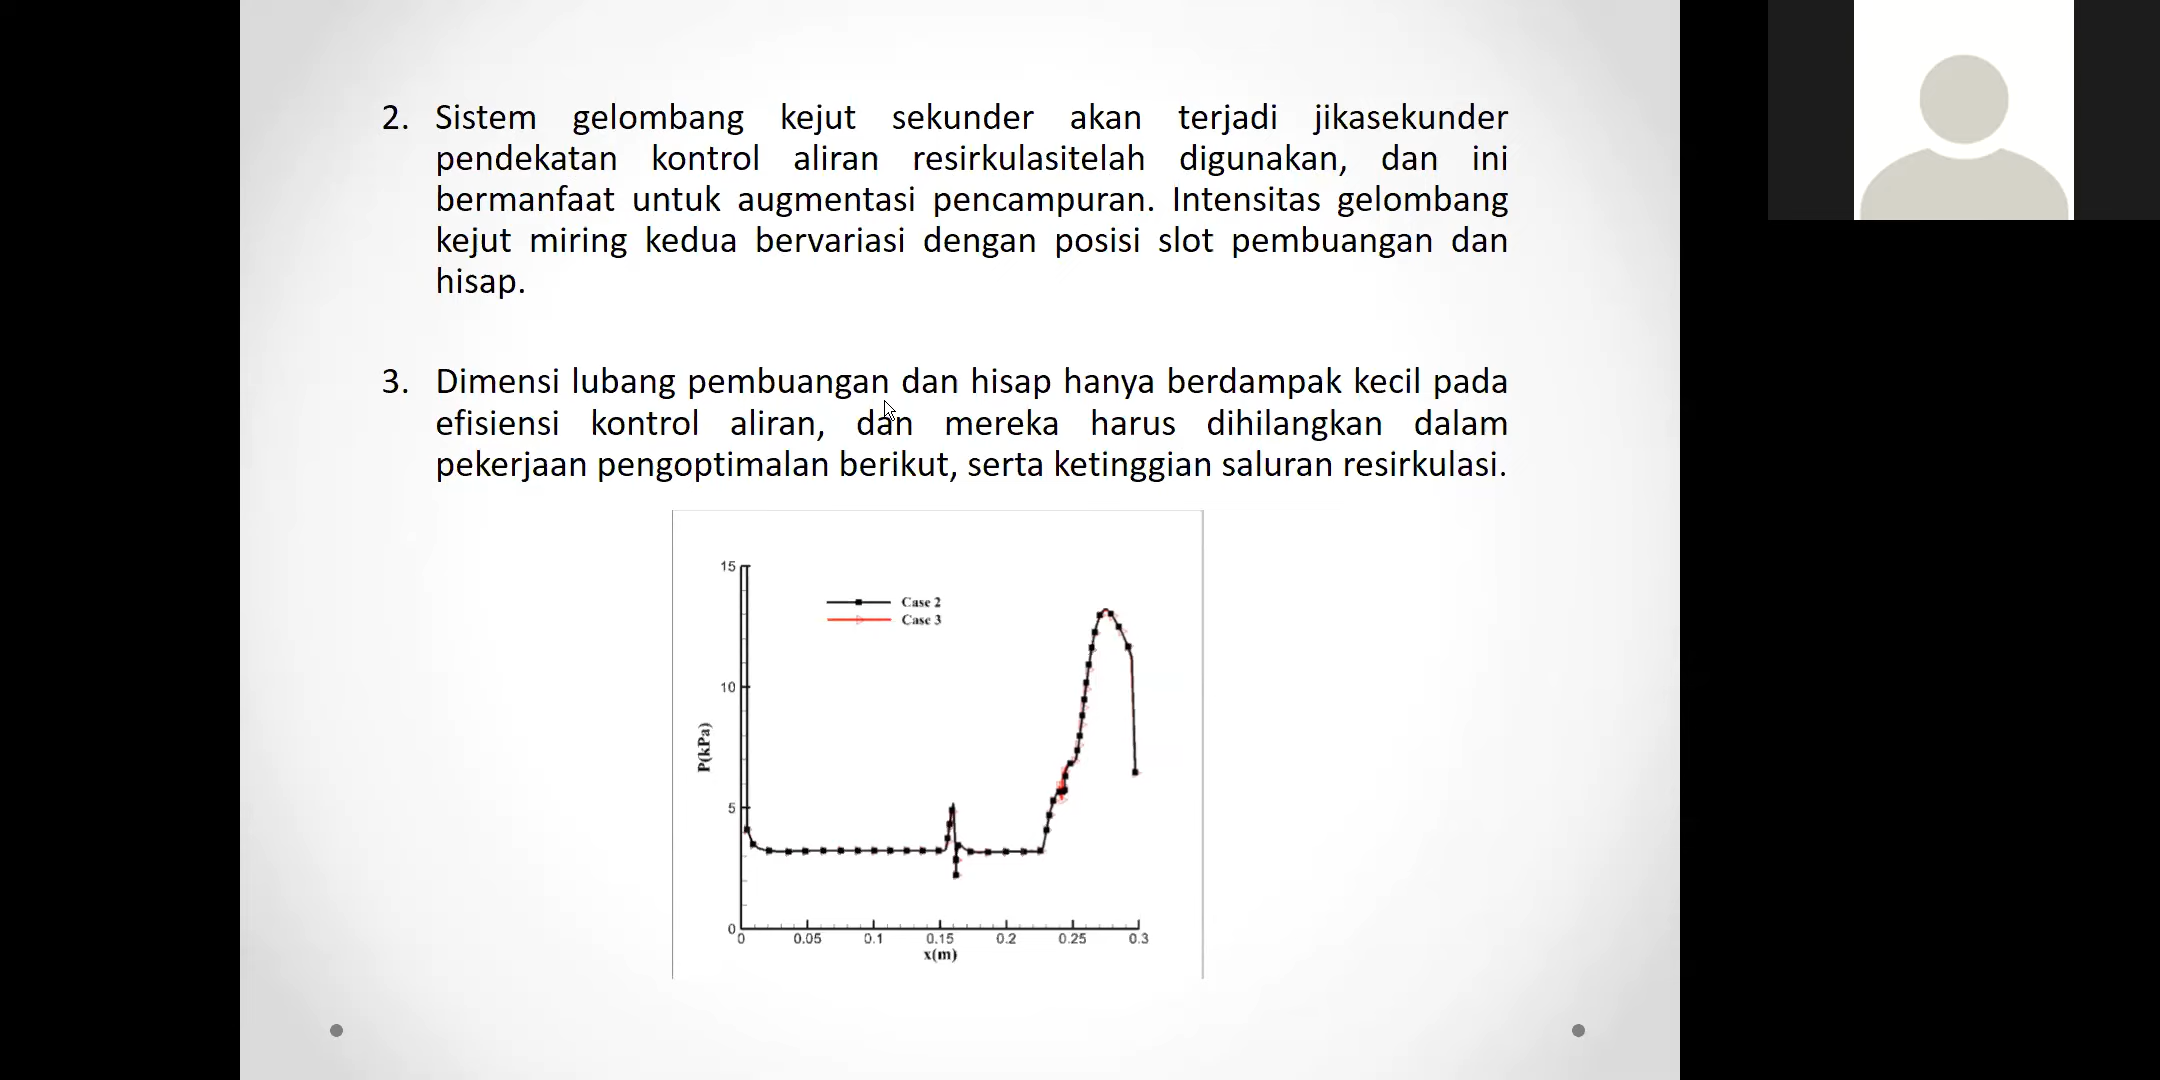 2. Sistem gelombang kejut sekunder akan terjadi jikasekunder
pendekatan kontrol aliran resirkulasitelah digunakan, dan ini
bermanfaat untuk augmentasi pencampuran. Intensitas gelombang
kejut miring kedua bervariasi dengan posisi slot pembuangan dan
hisap.
3. Dimensi lubang pembuangan dan hisap hanya berdampak kecil pada
efisiensi kontrol aliran, dan mereka harus dihilangkan dalam
pekerjaan pengoptimalan berikut, serta ketinggian saluran resirkulasi.
15
Case 2
Case 3
10
P(kPa)
5
0
0 0.05 0.1 0.15 0.2 0.25 0.3
x(m)